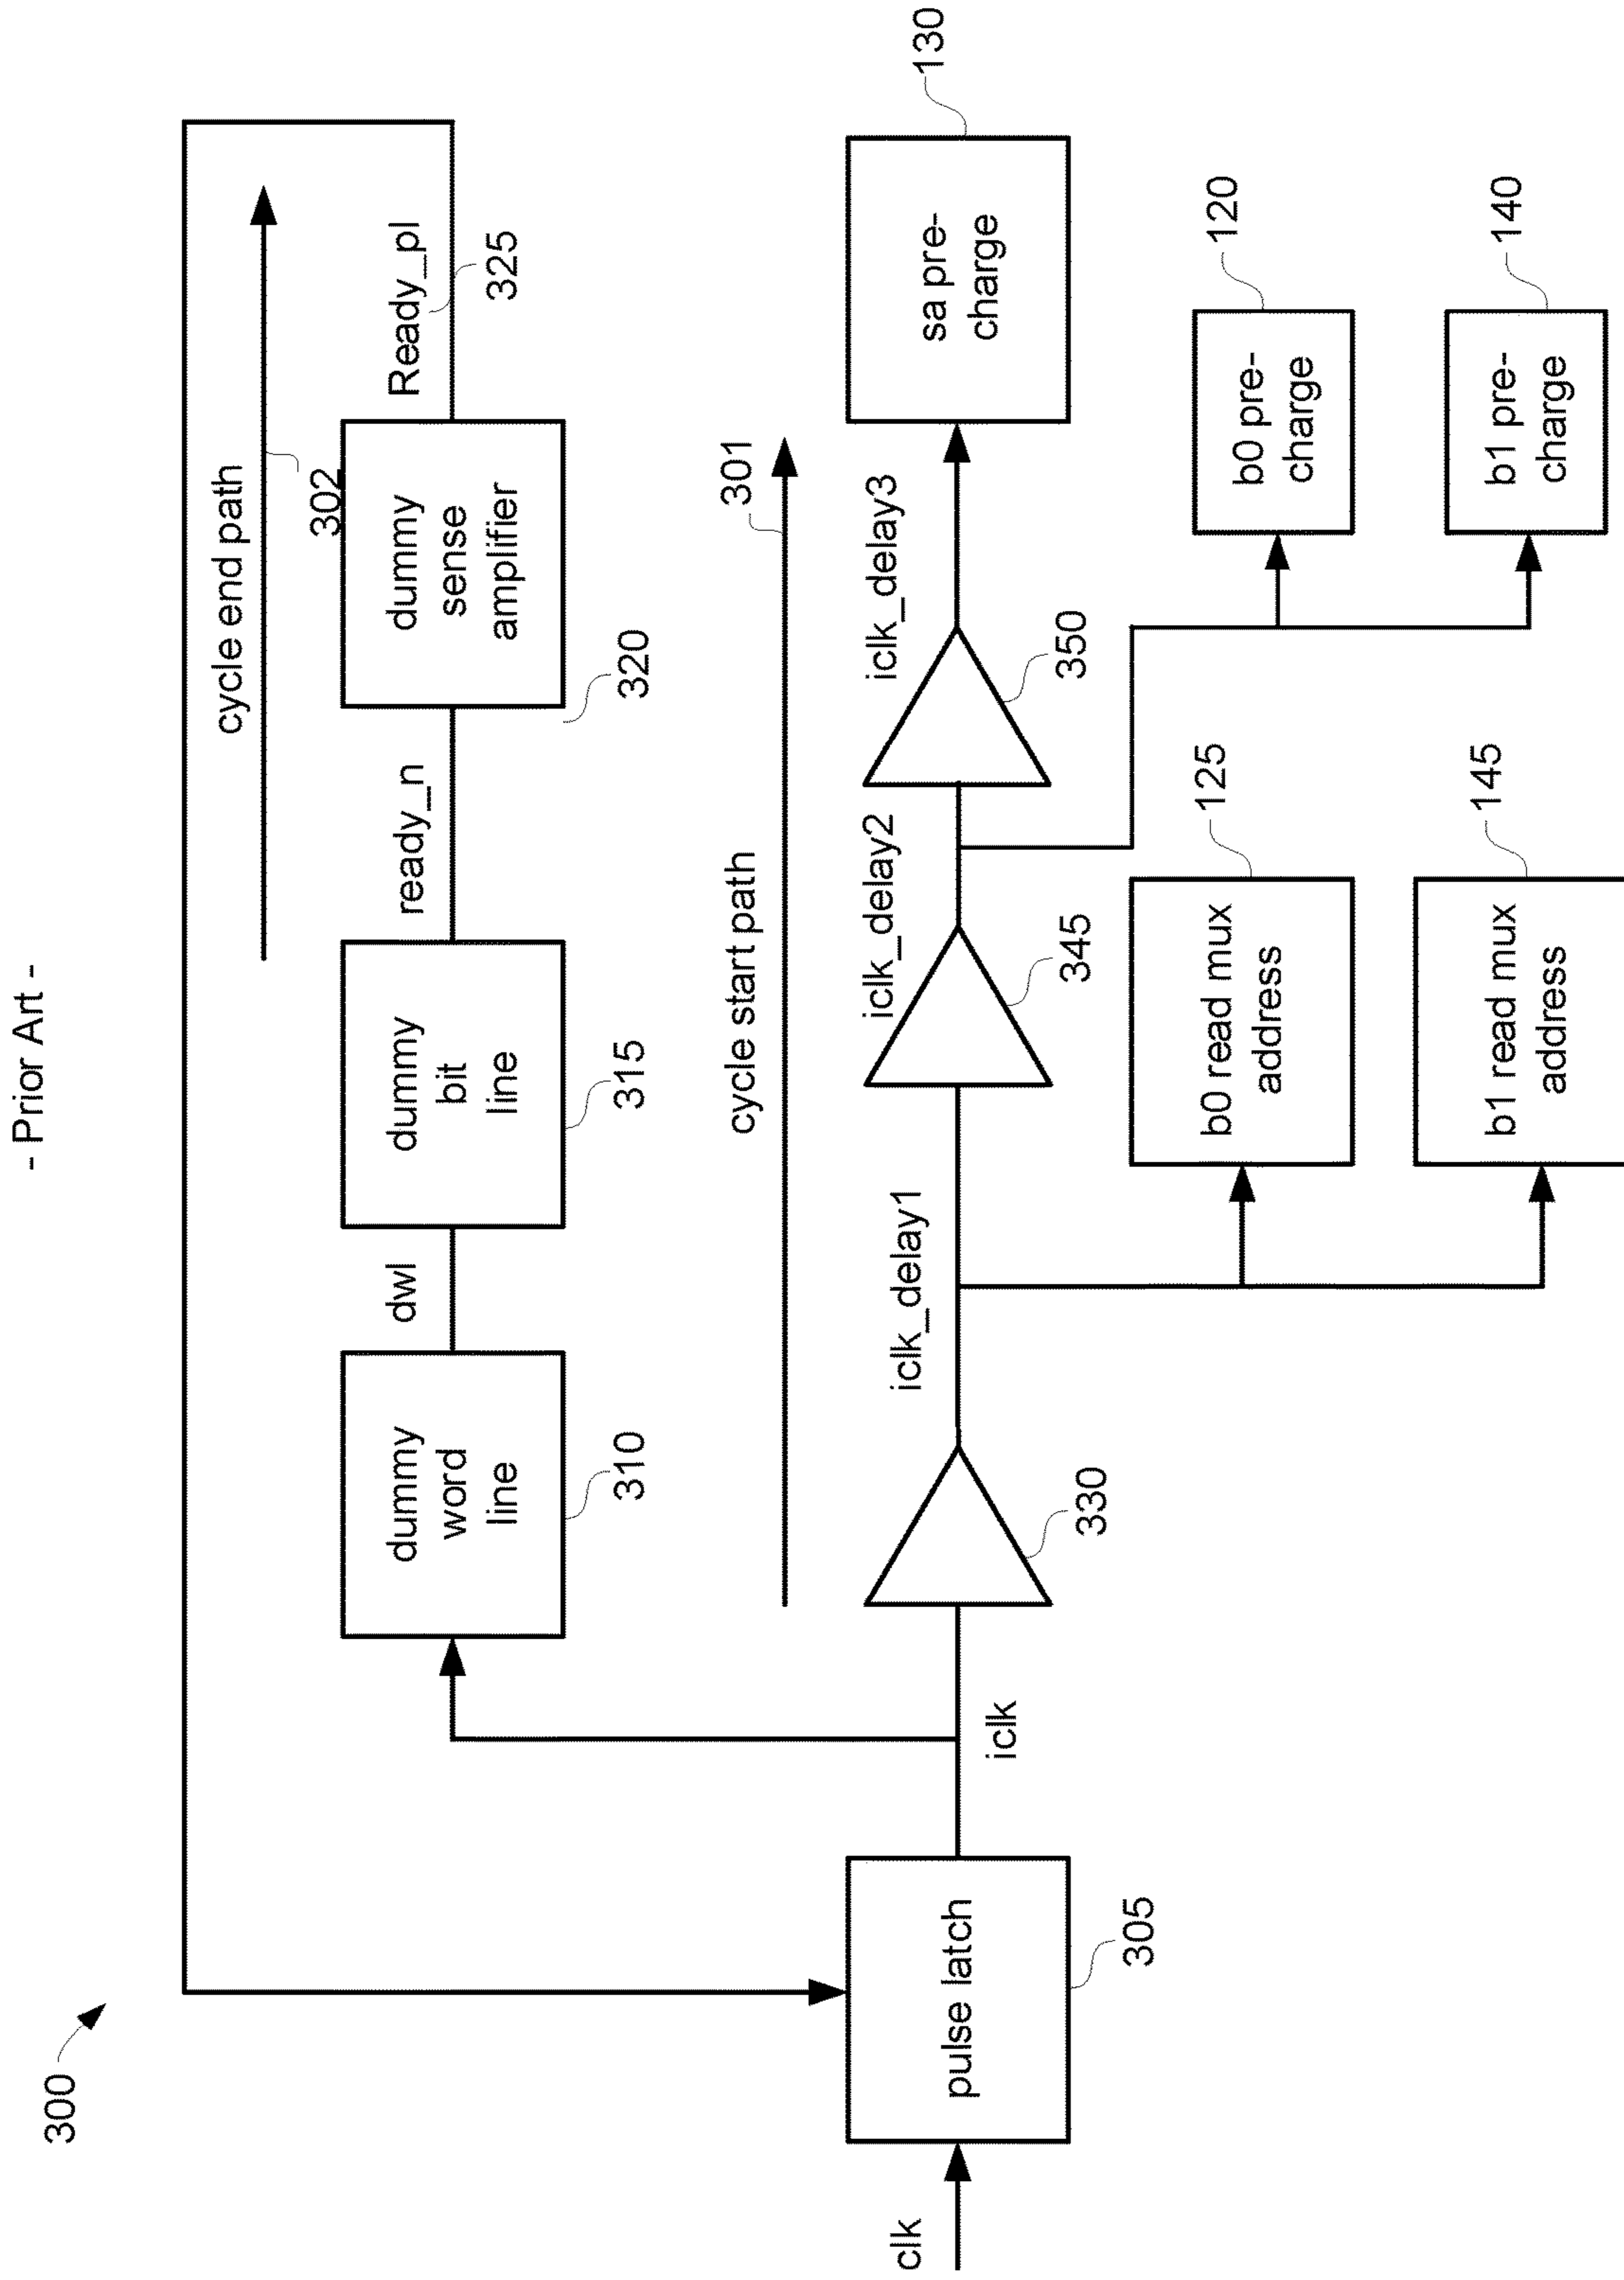 - Prior Art -
300
cycle end path
302
Ready_pl
325
dummy
word
line
310
dwl
dummy
bit
line
315
ready_n
dummy
sense
amplifier
320
cycle start path
301
clk
pulse latch
305
iclk
330
iclk_delay1
345
iclk_delay2
350
iclk_delay3
sa pre-
charge
130
b0 read mux
address
125
b1 read mux
address
145
b0 pre-
charge
120
b1 pre-
charge
140